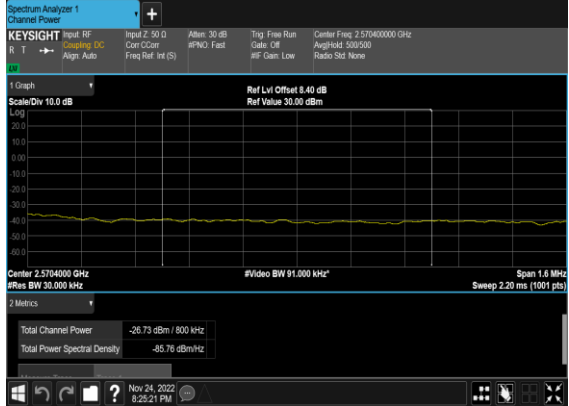 Spectrum Analyzer 1
Channel Power
+
KEYSIGHT
R T
LXI
Input: RF
Coupling: DC
Align: Auto
Input Z: 50 Ω
Corr CCorr
Freq Ref: Int (S)
Atten: 30 dB
#PNO: Fast
Trig: Free Run
Gate: Off
#IF Gain: Low
Center Freq: 2.570400000 GHz
Avg|Hold: 500/500
Radio Std: None
1 Graph
Scale/Div 10.0 dB
Ref Lvl Offset 8.40 dB
Ref Value 30.00 dBm
Log
20.0
10.0
0.00
-10.0
-20.0
-30.0
-40.0
-50.0
-60.0
Center 2.5704000 GHz
#Res BW 30.000 kHz
#Video BW 91.000 kHz*
Span 1.6 MHz
Sweep 2.20 ms (1001 pts)
2 Metrics
Total Channel Power -26.73 dBm / 800 kHz
Total Power Spectral Density -85.76 dBm/Hz
?
Nov 24, 2022
8:25:21 PM